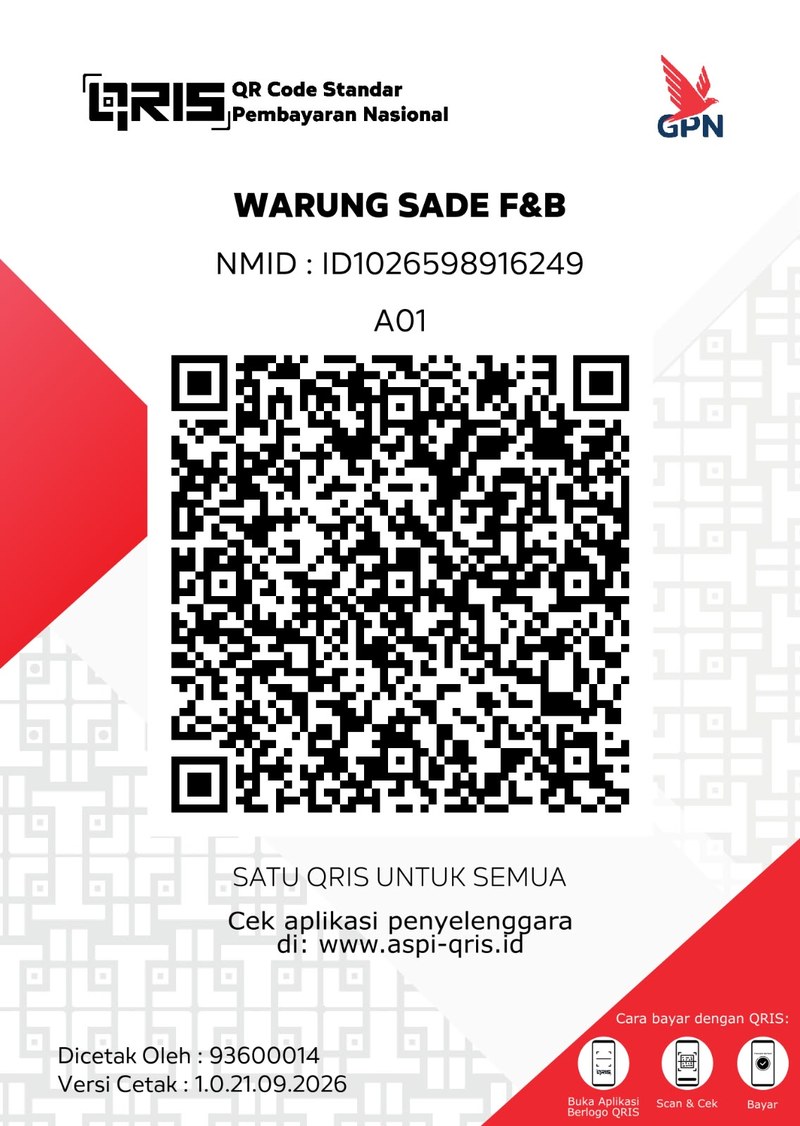 QRIS
QR Code Standar
Pembayaran Nasional
GPN
WARUNG SADE F&B
NMID : ID1026598916249
A01
SATU QRIS UNTUK SEMUA
Cek aplikasi penyelenggara
di: www.aspi-qris.id
Dicetak Oleh : 93600014
Versi Cetak : 1.0.21.09.2026
Cara bayar dengan QRIS:
QRIS
Buka Aplikasi
Berlogo QRIS
Scan & Cek
Bayar